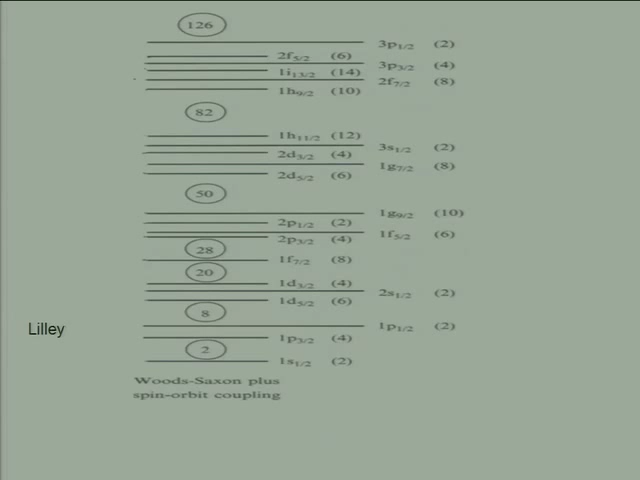 126
3p1/2 (2)
2f5/2 (6)
3p3/2 (4)
1i13/2 (14)
2f7/2 (8)
1h9/2 (10)
82
1h11/2 (12)
3s1/2 (2)
2d3/2 (4)
1g7/2 (8)
2d5/2 (6)
50
1g9/2 (10)
2p1/2 (2)
1f5/2 (6)
2p3/2 (4)
28
1f7/2 (8)
20
1d3/2 (4)
2s1/2 (2)
1d5/2 (6)
8
1p1/2 (2)
Lilley
1p3/2 (4)
2
1s1/2 (2)
Woods-Saxon plus
spin-orbit coupling